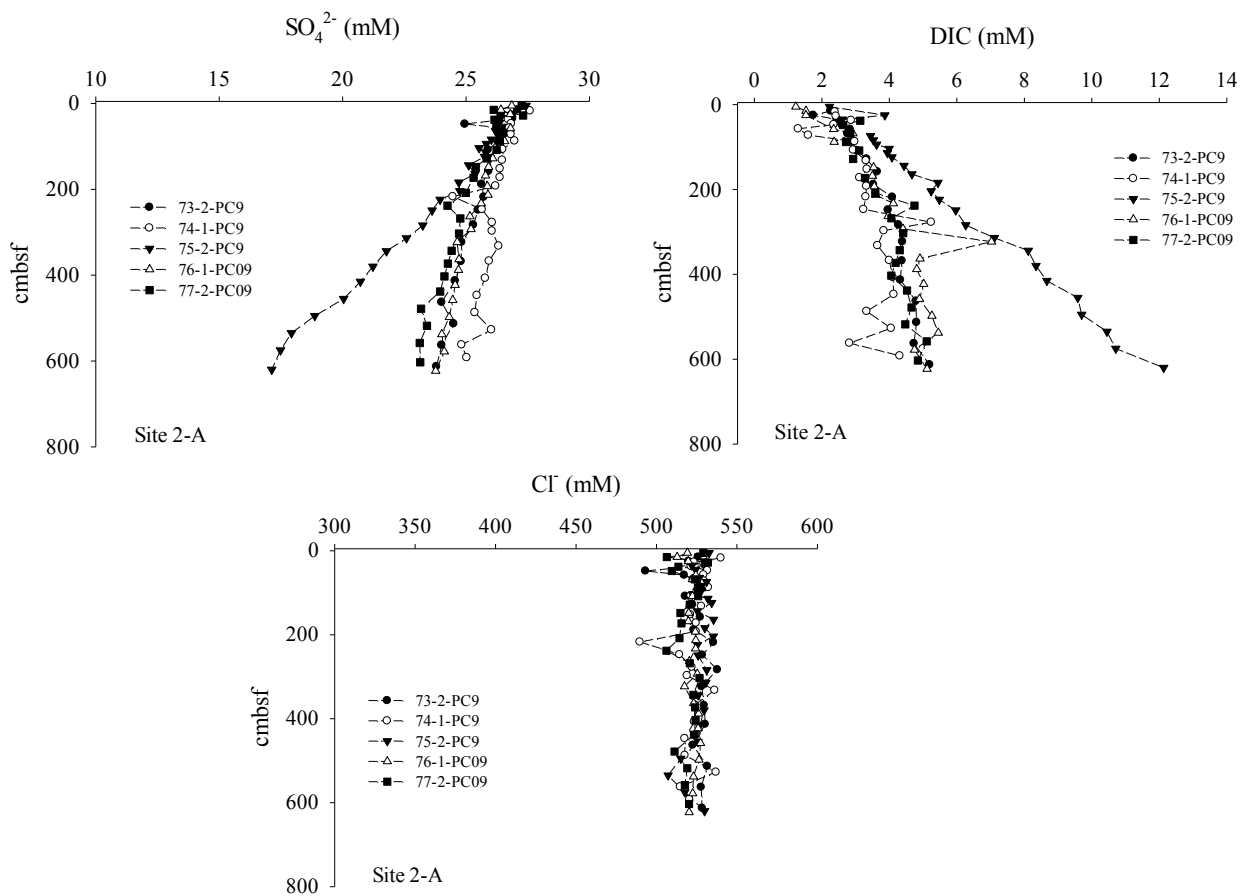 SO₄²⁻ (mM)
10 15 20 25 30
0
200
400
600
800
cmbsf
73-2-PC9
74-1-PC9
75-2-PC9
76-1-PC09
77-2-PC09
Site 2-A
DIC (mM)
0 2 4 6 8 10 12 14
0
200
400
600
800
cmbsf
73-2-PC9
74-1-PC9
75-2-PC9
76-1-PC09
77-2-PC09
Site 2-A
Cl⁻ (mM)
300 350 400 450 500 550 600
0
200
400
600
800
cmbsf
73-2-PC9
74-1-PC9
75-2-PC9
76-1-PC09
77-2-PC09
Site 2-A